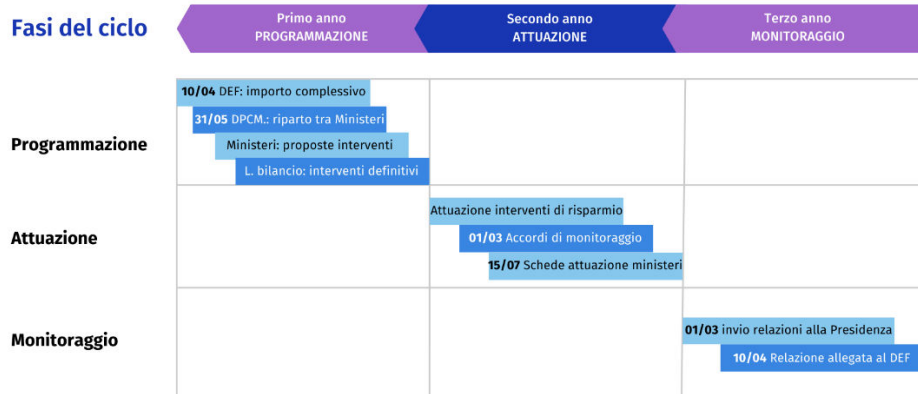 Fasi del ciclo
Primo anno
PROGRAMMAZIONE
Secondo anno
ATTUAZIONE
Terzo anno
MONITORAGGIO
Programmazione
10/04 DEF: importo complessivo
31/05 DPCM.: riparto tra Ministeri
Ministeri: proposte interventi
L. bilancio: interventi definitivi
Attuazione
Attuazione interventi di risparmio
01/03 Accordi di monitoraggio
15/07 Schede attuazione ministeri
Monitoraggio
01/03 invio relazioni alla Presidenza
10/04 Relazione allegata al DEF